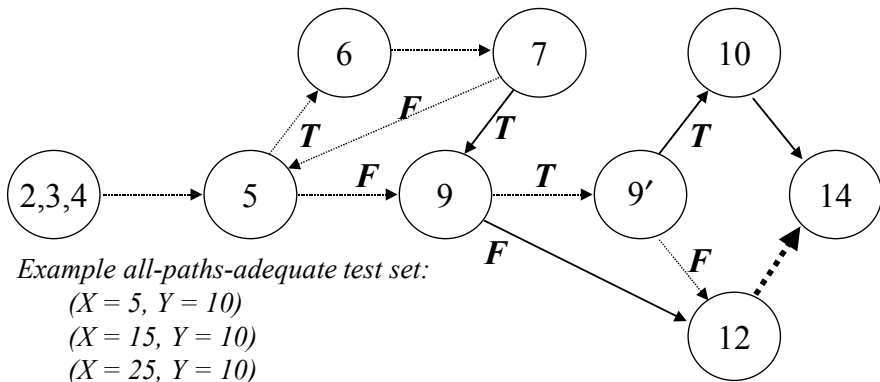 6
7
10
F
T
T
T
2,3,4
5
F
9
T
9′
14
F
F
12
Example all-paths-adequate test set:
(X = 5, Y = 10)
(X = 15, Y = 10)
(X = 25, Y = 10)